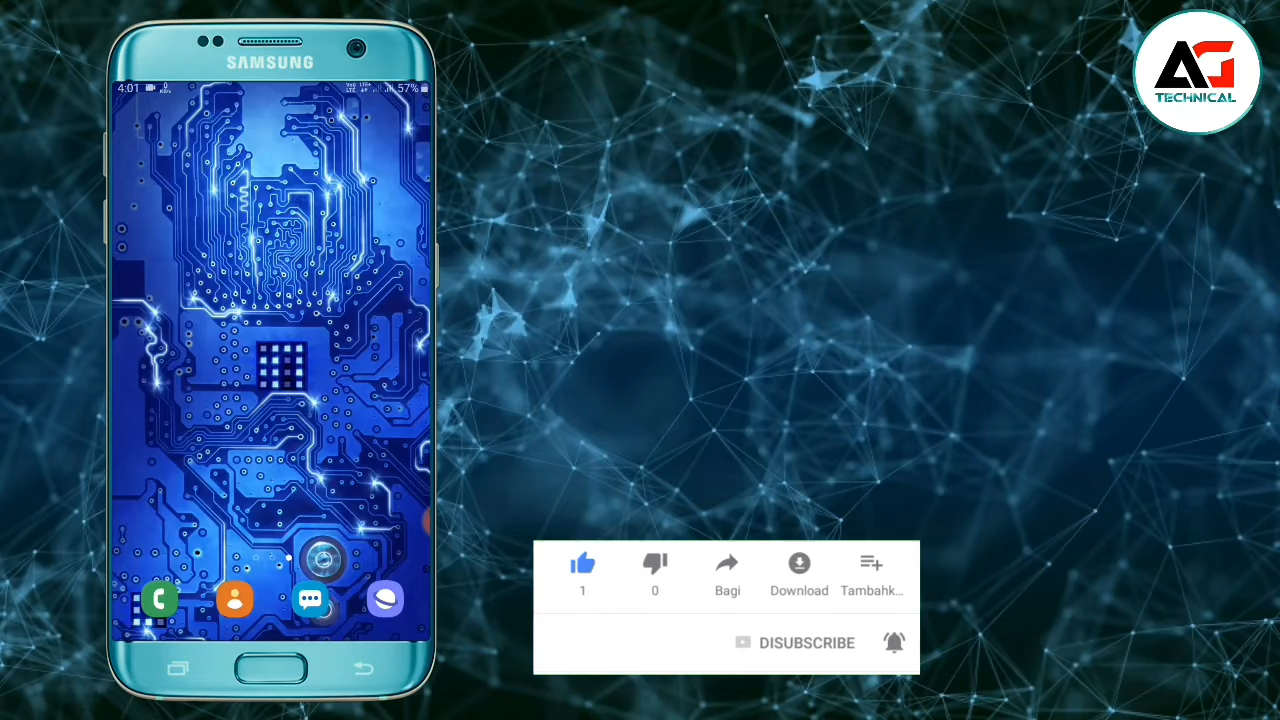 SAMSUNG
4:01 57%
AG
TECHNICAL
1 0 Bagi Download Tambahk...
DISUBSCRIBE